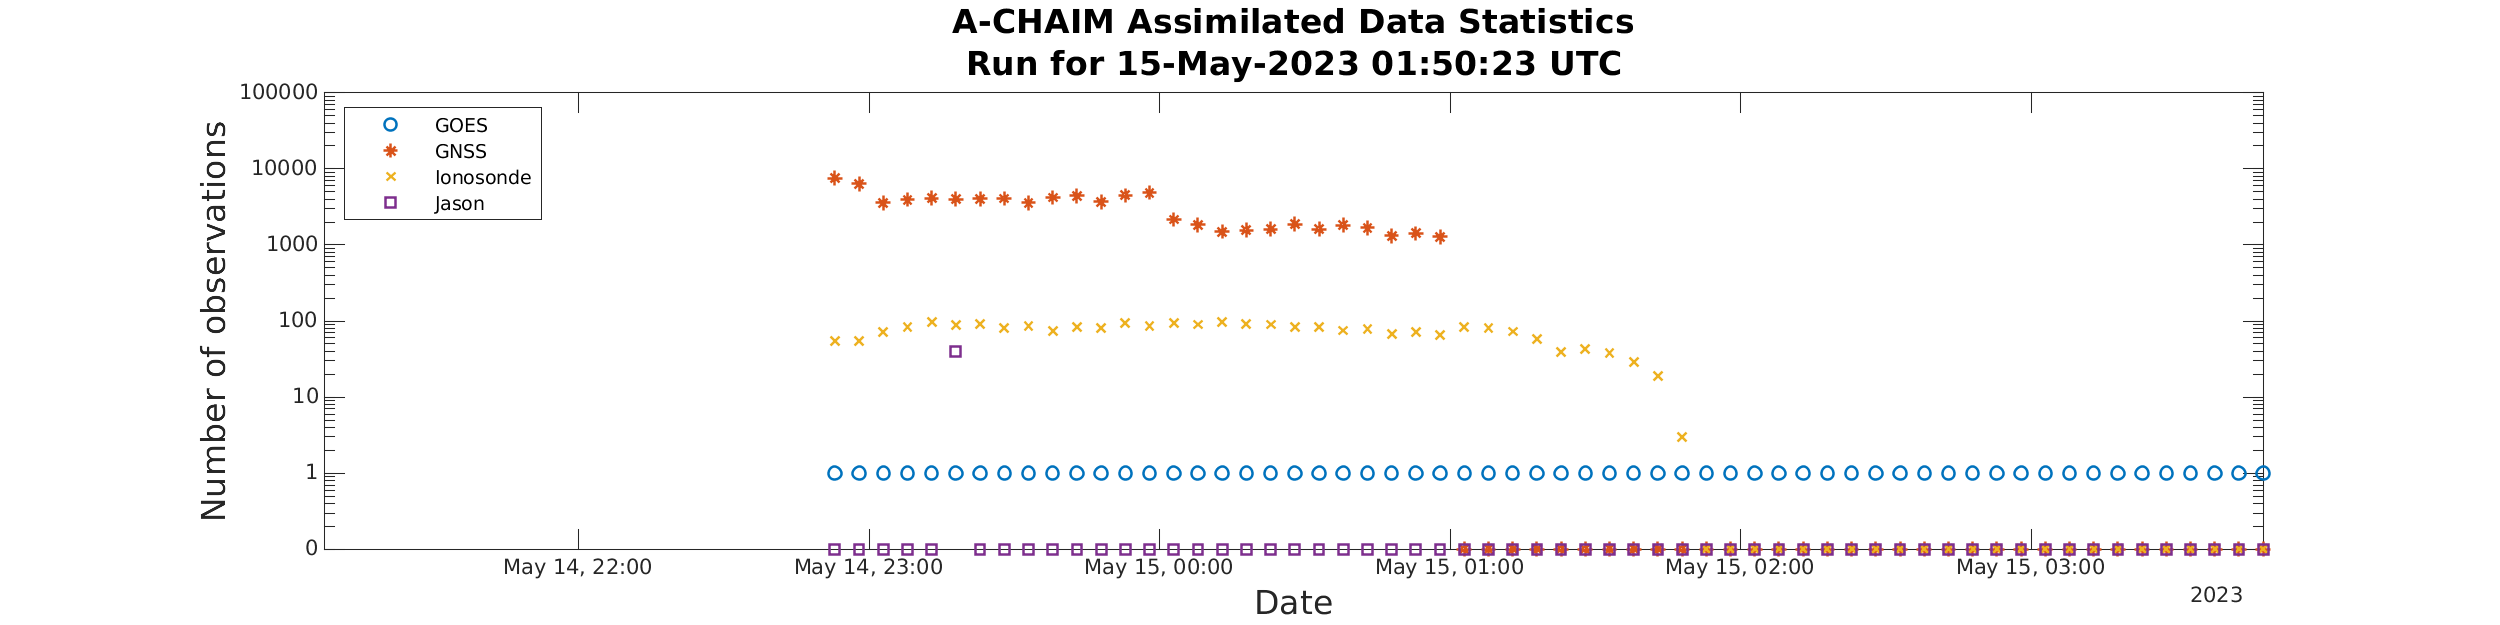 A-CHAIM Assimilated Data Statistics
Run for 15-May-2023 01:50:23 UTC
Number of observations
100000
10000
1000
100
10
1
0
GOES
GNSS
Ionosonde
Jason
May 14, 22:00
May 14, 23:00
May 15, 00:00
May 15, 01:00
May 15, 02:00
May 15, 03:00
2023
Date